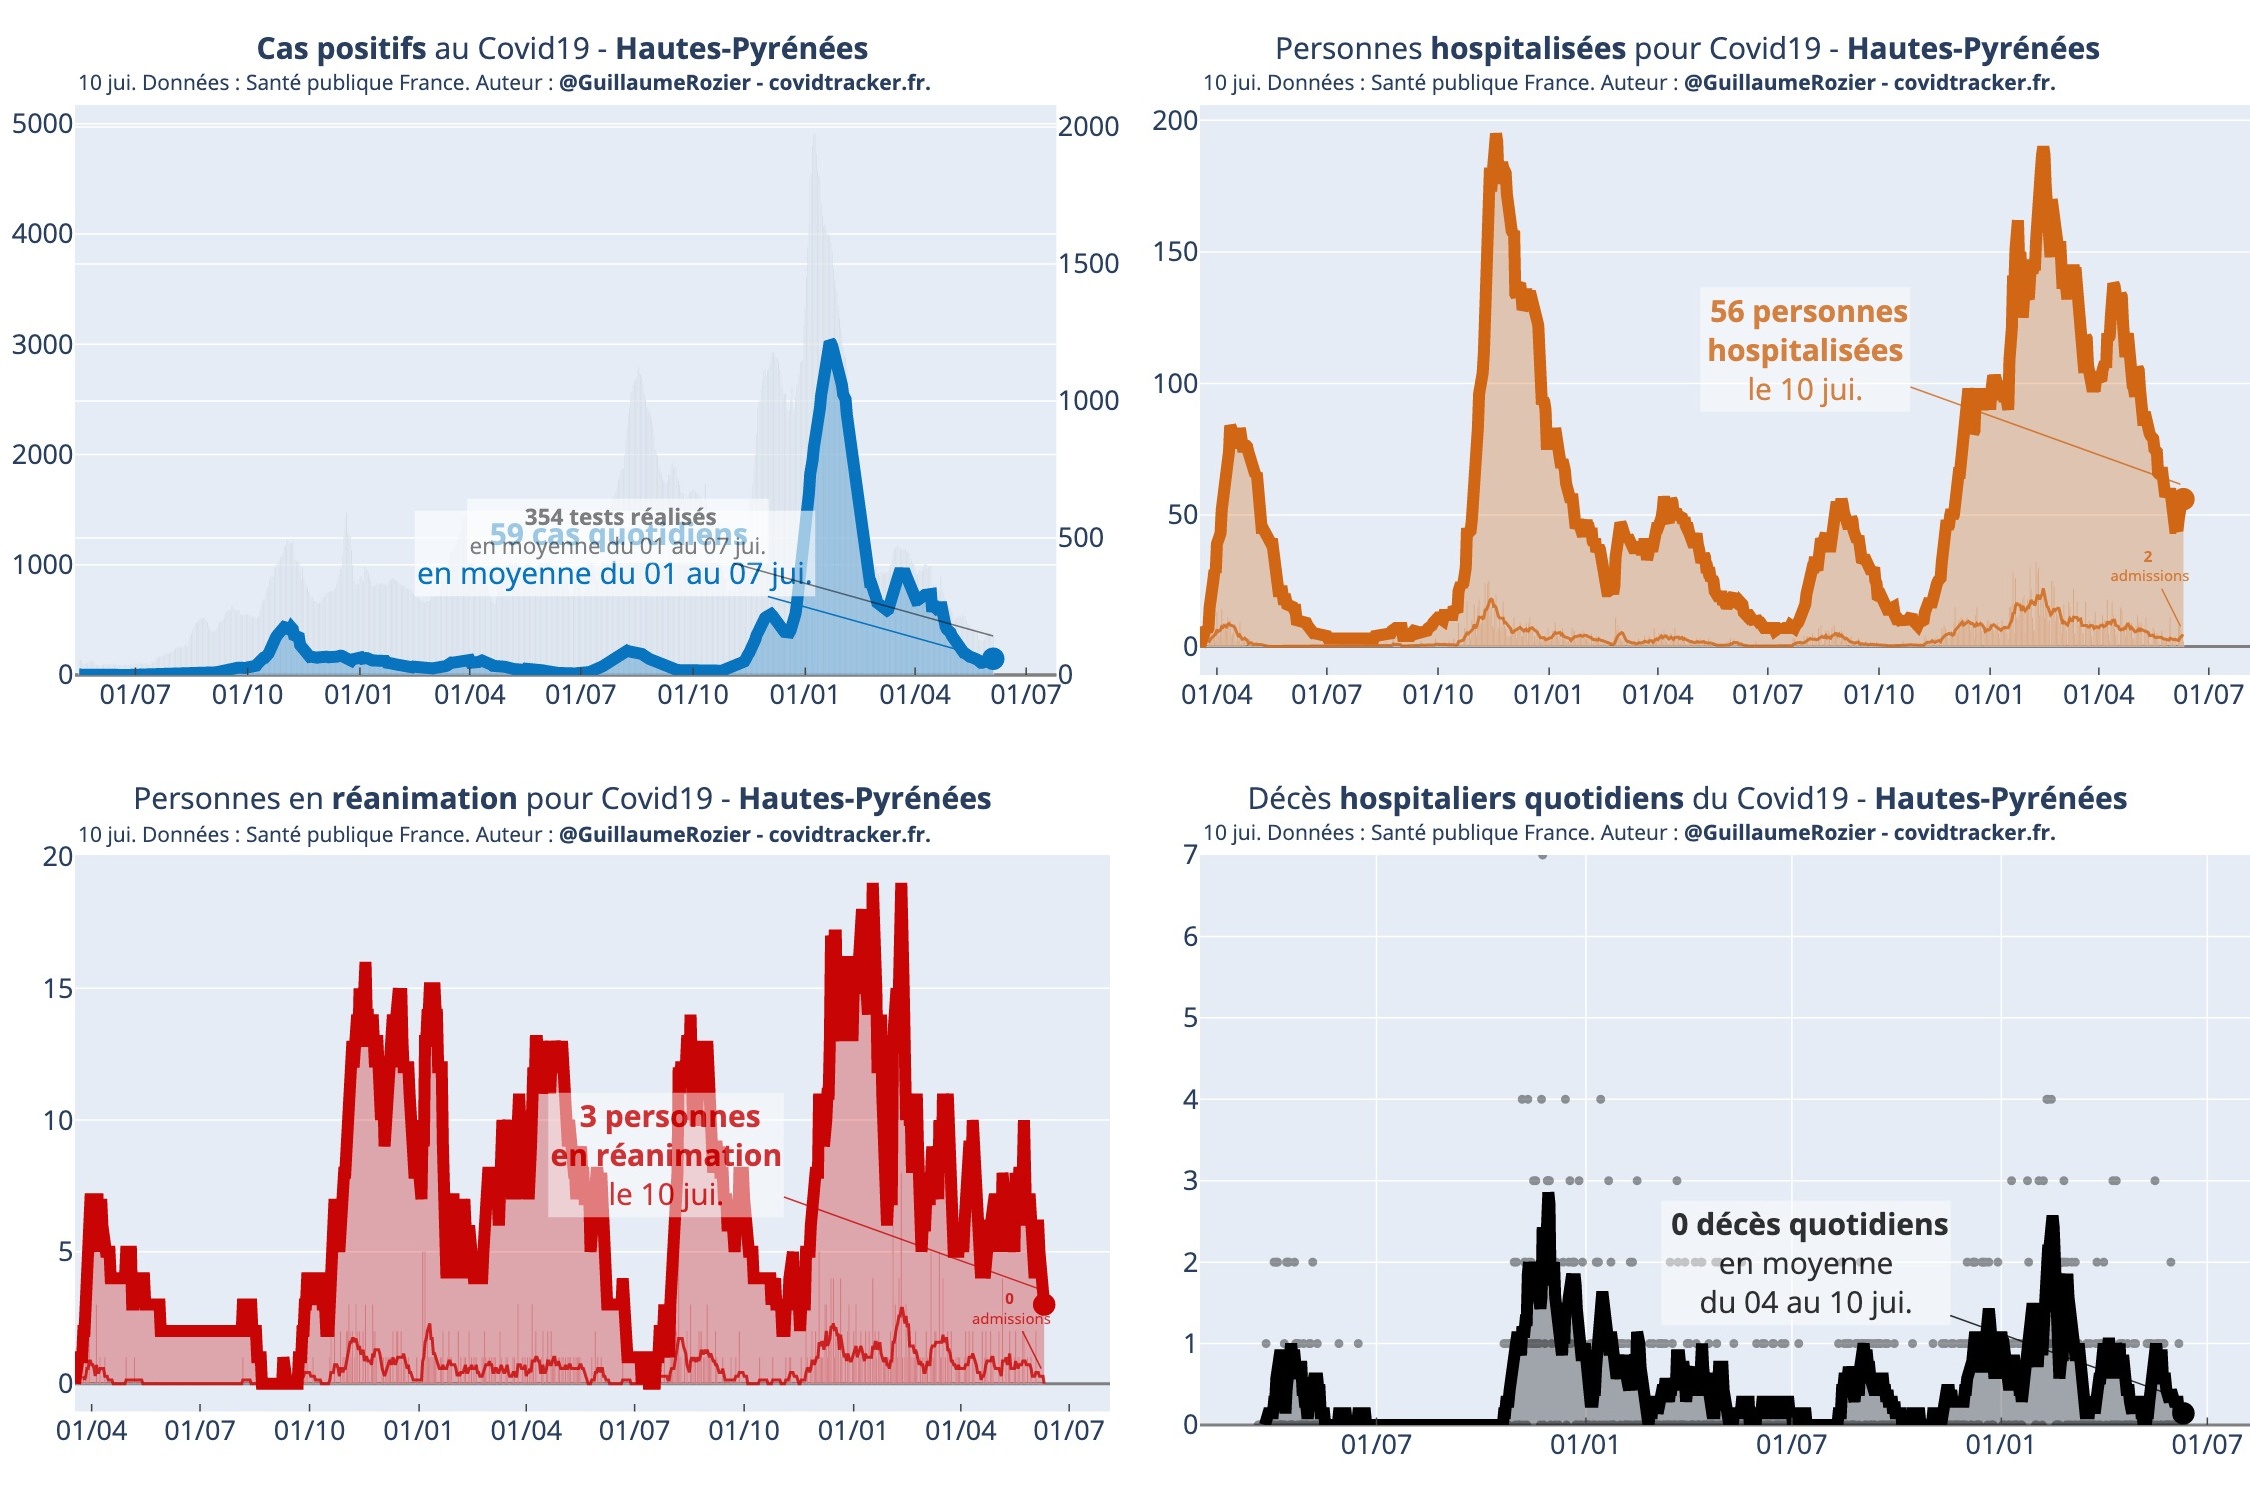 Cas positifs au Covid19 - Hautes-Pyrénées
10 jui. Données : Santé publique France. Auteur : @GuillaumeRozier - covidtracker.fr.
5000
4000
3000
2000
1000
0
2000
1500
1000
500
0
354 tests réalisés
en moyenne du 01 au 07 jui.
59 cas quotidiens
en moyenne du 01 au 07 jui.
01/07 01/10 01/01 01/04 01/07 01/10 01/01 01/04 01/07
Personnes hospitalisées pour Covid19 - Hautes-Pyrénées
10 jui. Données : Santé publique France. Auteur : @GuillaumeRozier - covidtracker.fr.
200
150
100
50
0
56 personnes
hospitalisées
le 10 jui.
2
admissions
01/04 01/07 01/10 01/01 01/04 01/07 01/10 01/01 01/04 01/07
Personnes en réanimation pour Covid19 - Hautes-Pyrénées
10 jui. Données : Santé publique France. Auteur : @GuillaumeRozier - covidtracker.fr.
20
15
10
5
0
3 personnes
en réanimation
le 10 jui.
0
admissions
01/04 01/07 01/10 01/01 01/04 01/07 01/10 01/01 01/04 01/07
Décès hospitaliers quotidiens du Covid19 - Hautes-Pyrénées
10 jui. Données : Santé publique France. Auteur : @GuillaumeRozier - covidtracker.fr.
7
6
5
4
3
2
1
0
0 décès quotidiens
en moyenne
du 04 au 10 jui.
01/07 01/01 01/07 01/01 01/07